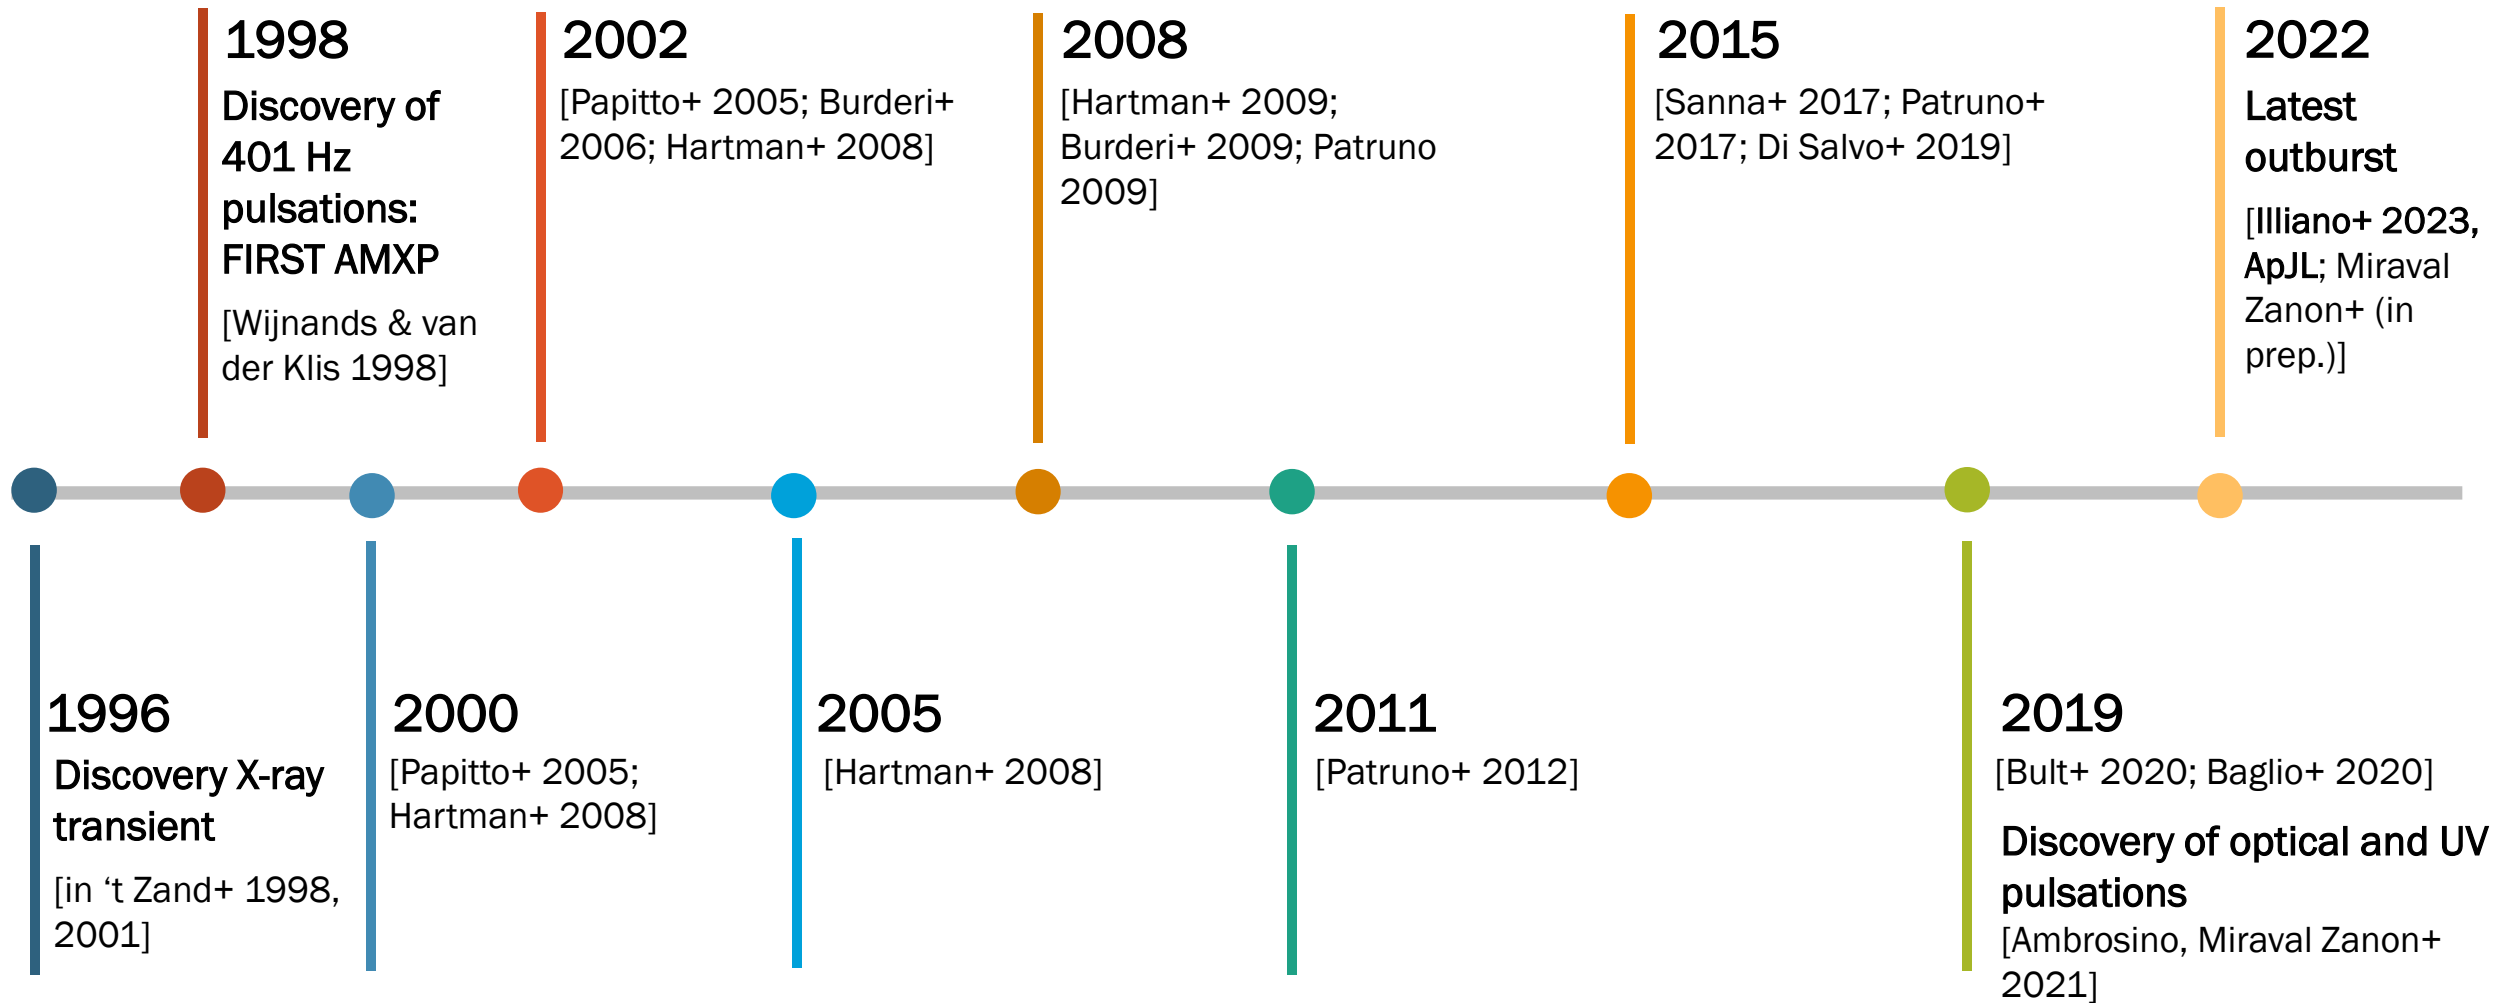 1998
Discovery of
401 Hz
pulsations:
FIRST AMXP
[Wijnands & van
der Klis 1998]
2002
[Papitto+ 2005; Burderi+
2006; Hartman+ 2008]
2008
[Hartman+ 2009;
Burderi+ 2009; Patruno
2009]
2015
[Sanna+ 2017; Patruno+
2017; Di Salvo+ 2019]
2022
Latest
outburst
[Illiano+ 2023,
ApJL; Miraval
Zanon+ (in
prep.)]
1996
Discovery X-ray
transient
[in ‘t Zand+ 1998,
2001]
2000
[Papitto+ 2005;
Hartman+ 2008]
2005
[Hartman+ 2008]
2011
[Patruno+ 2012]
2019
[Bult+ 2020; Baglio+ 2020]
Discovery of optical and UV
pulsations
[Ambrosino, Miraval Zanon+
2021]